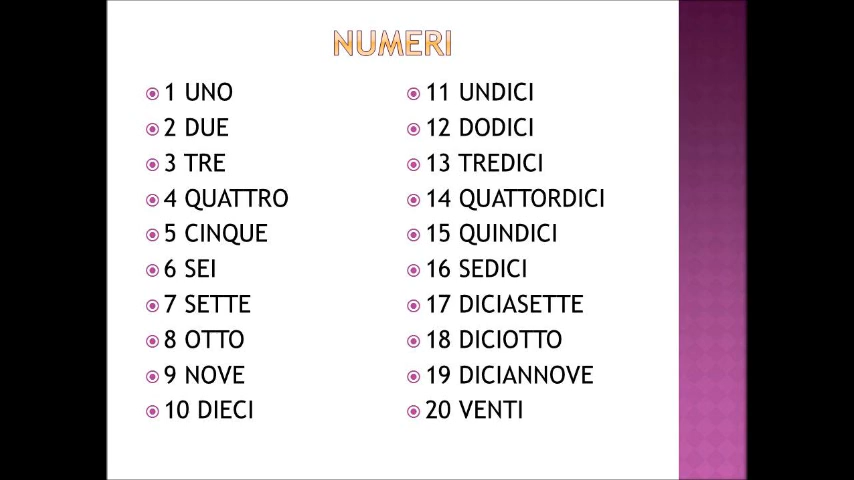 NUMERI
1 UNO
2 DUE
3 TRE
4 QUATTRO
5 CINQUE
6 SEI
7 SETTE
8 OTTO
9 NOVE
10 DIECI
11 UNDICI
12 DODICI
13 TREDICI
14 QUATTORDICI
15 QUINDICI
16 SEDICI
17 DICIASETTE
18 DICIOTTO
19 DICIANNOVE
20 VENTI